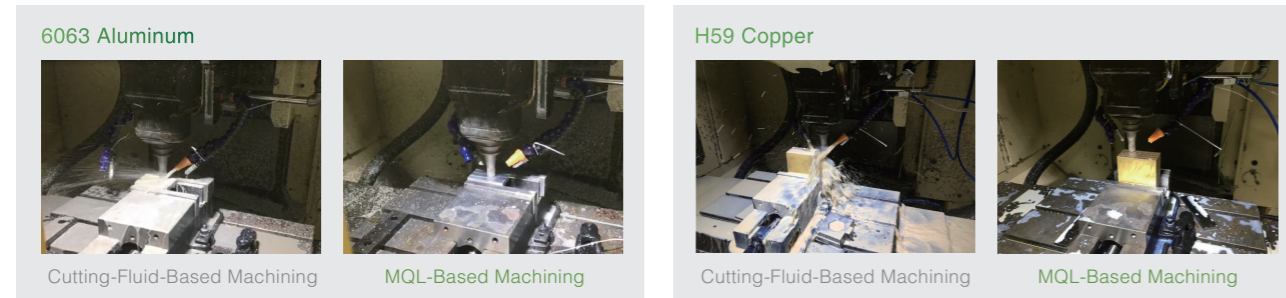 6063 Aluminum
Cutting-Fluid-Based Machining
MQL-Based Machining
H59 Copper
Cutting-Fluid-Based Machining
MQL-Based Machining